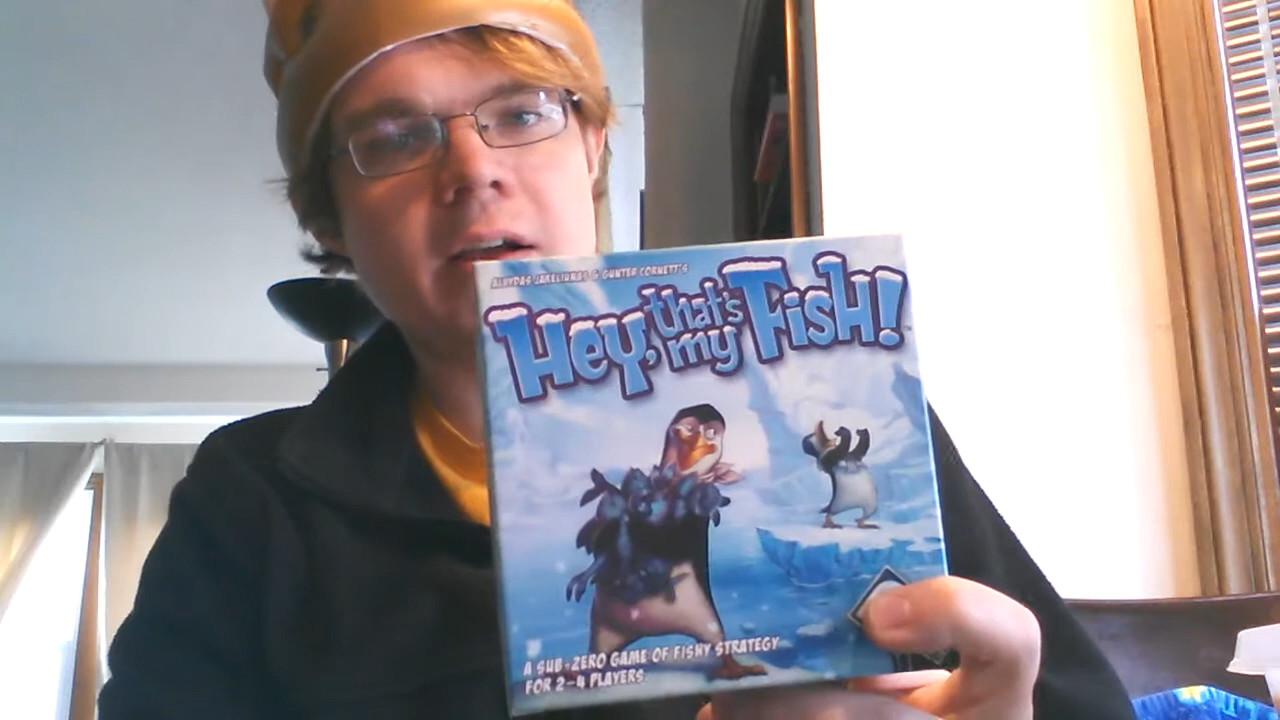 ALVYDAS JAKELIUNAS & GUNTER CORNETT'S
HEY, that's my FISH!
A SUB-ZERO GAME OF FISHY STRATEGY
FOR 2-4 PLAYERS